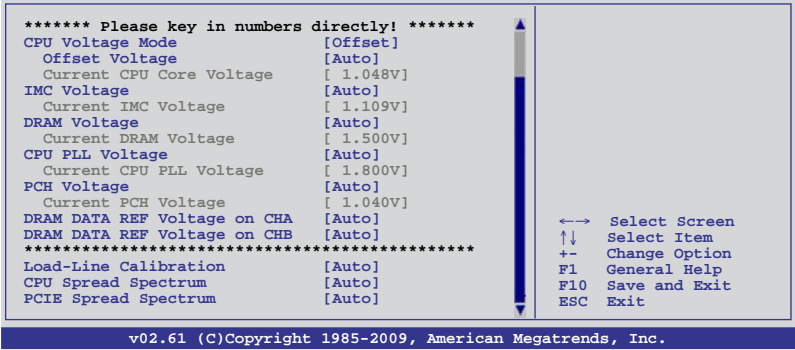 ******* Please key in numbers directly! *******
CPU Voltage Mode [Offset]
Offset Voltage [Auto]
Current CPU Core Voltage [ 1.048V]
IMC Voltage [Auto]
Current IMC Voltage [ 1.109V]
DRAM Voltage [Auto]
Current DRAM Voltage [ 1.500V]
CPU PLL Voltage [Auto]
Current CPU PLL Voltage [ 1.800V]
PCH Voltage [Auto]
Current PCH Voltage [ 1.040V]
DRAM DATA REF Voltage on CHA [Auto]
DRAM DATA REF Voltage on CHB [Auto]
***********************************************
Load-Line Calibration [Auto]
CPU Spread Spectrum [Auto]
PCIE Spread Spectrum [Auto]
←→ Select Screen
↑↓ Select Item
+- Change Option
F1 General Help
F10 Save and Exit
ESC Exit
v02.61 (C)Copyright 1985-2009, American Megatrends, Inc.